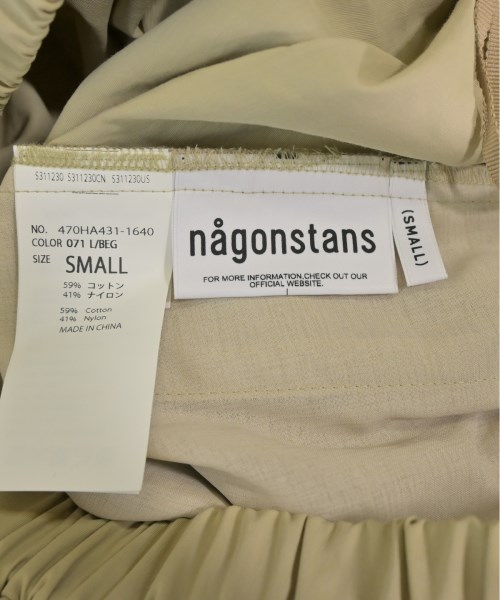 5311230 5311230CN 5311230US
NO. 470HA431-1640
COLOR 071 L/BEG
SIZE SMALL
59% コットン
41% ナイロン
59% Cotton
41% Nylon
MADE IN CHINA
någonstans
FOR MORE INFORMATION,CHECK OUT OUR
OFFICIAL WEBSITE.
(SMALL)